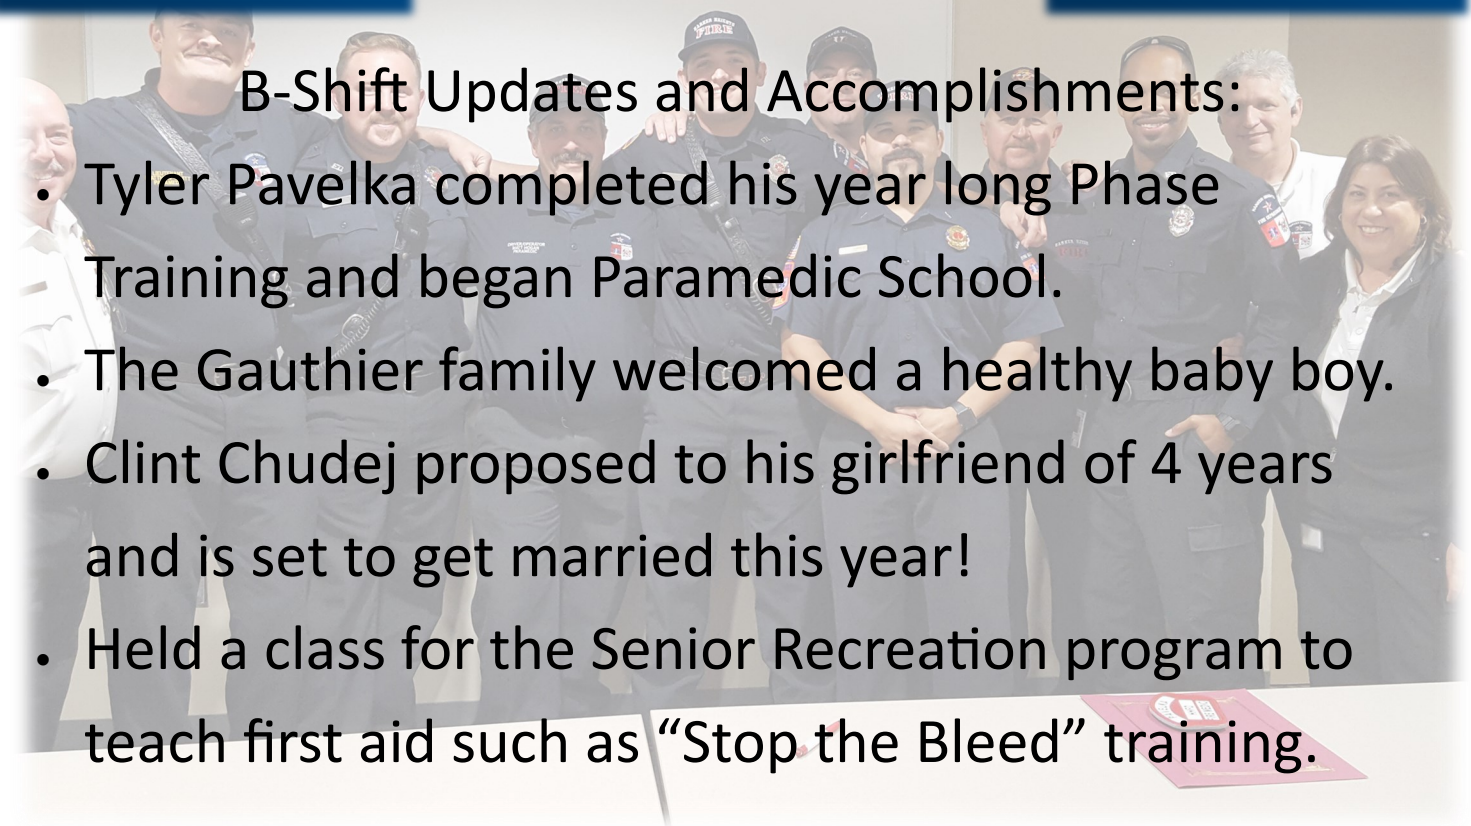 B-Shift Updates and Accomplishments:
• Tyler Pavelka completed his year long Phase
Training and began Paramedic School.
• The Gauthier family welcomed a healthy baby boy.
• Clint Chudej proposed to his girlfriend of 4 years
and is set to get married this year!
• Held a class for the Senior Recreation program to
teach first aid such as “Stop the Bleed” training.
HARKER HEIGHTS
FIRE